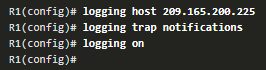 R1(config)# logging host 209.165.200.225
R1(config)# logging trap notifications
R1(config)# logging on
R1(config)#